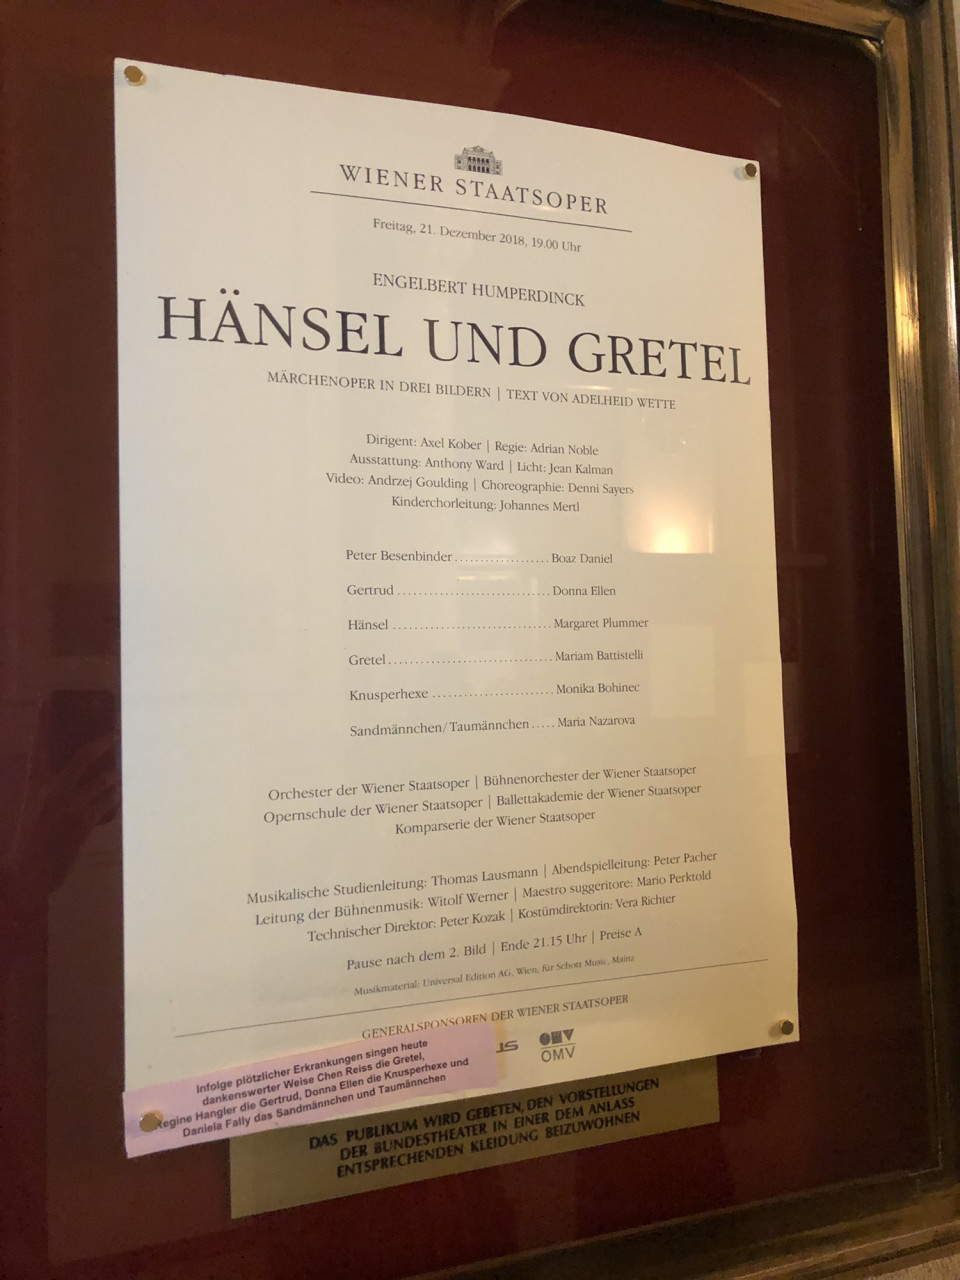 WIENER STAATSOPER
Freitag, 21. Dezember 2018, 19.00 Uhr
ENGELBERT HUMPERDINCK
HÄNSEL UND GRETEL
MÄRCHENOPER IN DREI BILDERN | TEXT VON ADELHEID WETTE
Dirigent: Axel Kober | Regie: Adrian Noble
Ausstattung: Anthony Ward | Licht: Jean Kalman
Video: Andrzej Goulding | Choreographie: Denni Sayers
Kinderchorleitung: Johannes Mertl
Peter Besenbinder . . . . . . . . . . . . . . . . . . Boaz Daniel
Gertrud . . . . . . . . . . . . . . . . . . . . . . . . . . . . . Donna Ellen
Hänsel . . . . . . . . . . . . . . . . . . . . . . . . . . . . . . Margaret Plummer
Gretel . . . . . . . . . . . . . . . . . . . . . . . . . . . . . . . Mariam Battistelli
Knusperhexe . . . . . . . . . . . . . . . . . . . . . . . Monika Bohinec
Sandmännchen/Taumännchen . . . . . Maria Nazarova
Orchester der Wiener Staatsoper | Bühnenorchester der Wiener Staatsoper
Opernschule der Wiener Staatsoper | Ballettakademie der Wiener Staatsoper
Komparserie der Wiener Staatsoper
Musikalische Studienleitung: Thomas Lausmann | Abendspielleitung: Peter Pacher
Leitung der Bühnenmusik: Witolf Werner | Maestro suggeritore: Mario Perktold
Technischer Direktor: Peter Kozak | Kostümdirektorin: Vera Richter
Pause nach dem 2. Bild | Ende 21.15 Uhr | Preise A
Musikmaterial: Universal Edition AG, Wien, für Schott Music, Mainz
GENERALSPONSOREN DER WIENER STAATSOPER
OMV
OMV
Infolge plötzlicher Erkrankungen singen heute
dankenswerter Weise Chen Reiss die Gretel,
Regine Hangler die Gertrud, Donna Ellen die Knusperhexe und
Daniela Fally das Sandmännchen und Taumännchen
DAS PUBLIKUM WIRD GEBETEN, DEN VORSTELLUNGEN
DER BUNDESTHEATER IN EINER DEM ANLASS
ENTSPRECHENDEN KLEIDUNG BEIZUWOHNEN